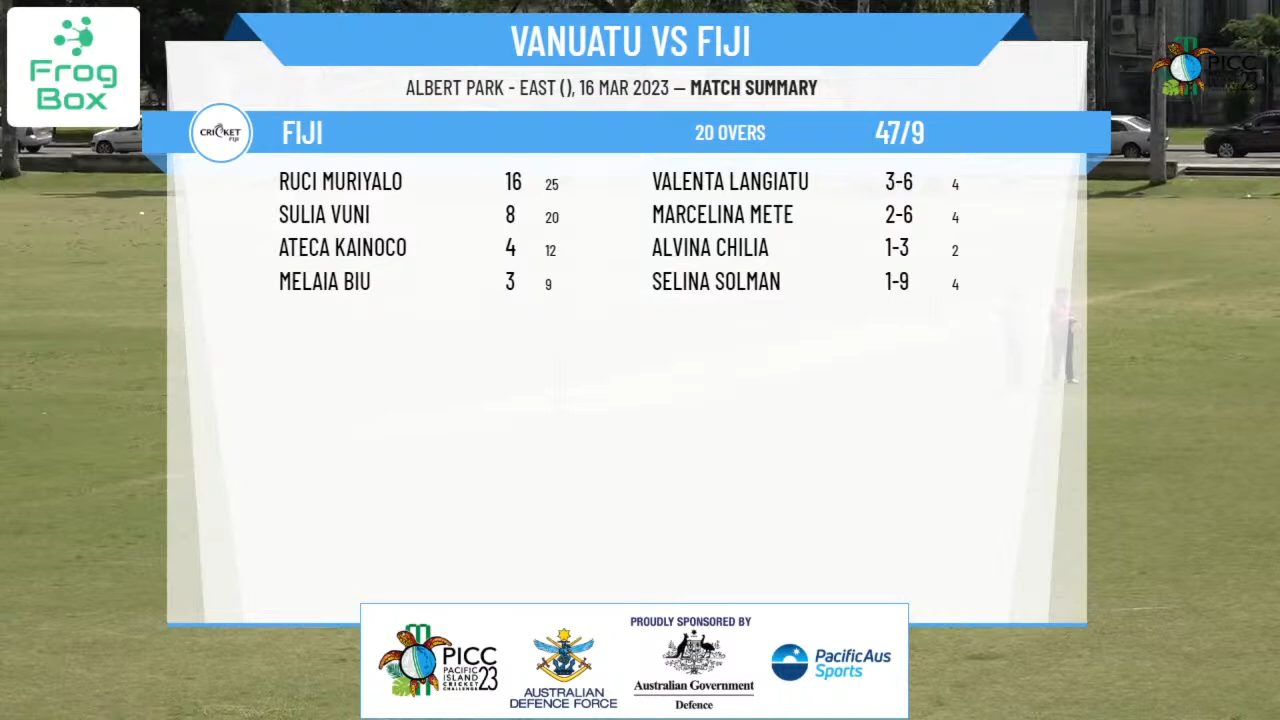 Frog
Box
VANUATU VS FIJI
ALBERT PARK - EAST (), 16 MAR 2023 – MATCH SUMMARY
PICC
CRICKET
FIJI
FIJI 20 OVERS 47/9
RUCI MURIYALO 16 25 VALENTA LANGIATU 3-6 4
SULIA VUNI 8 20 MARCELINA METE 2-6 4
ATECA KAINOCO 4 12 ALVINA CHILIA 1-3 2
MELAIA BIU 3 9 SELINA SOLMAN 1-9 4
PICC
PACIFIC
ISLAND
CRICKET
CHALLENGE
23
AUSTRALIAN
DEFENCE FORCE
PROUDLY SPONSORED BY
Australian Government
Defence
PacificAus
Sports